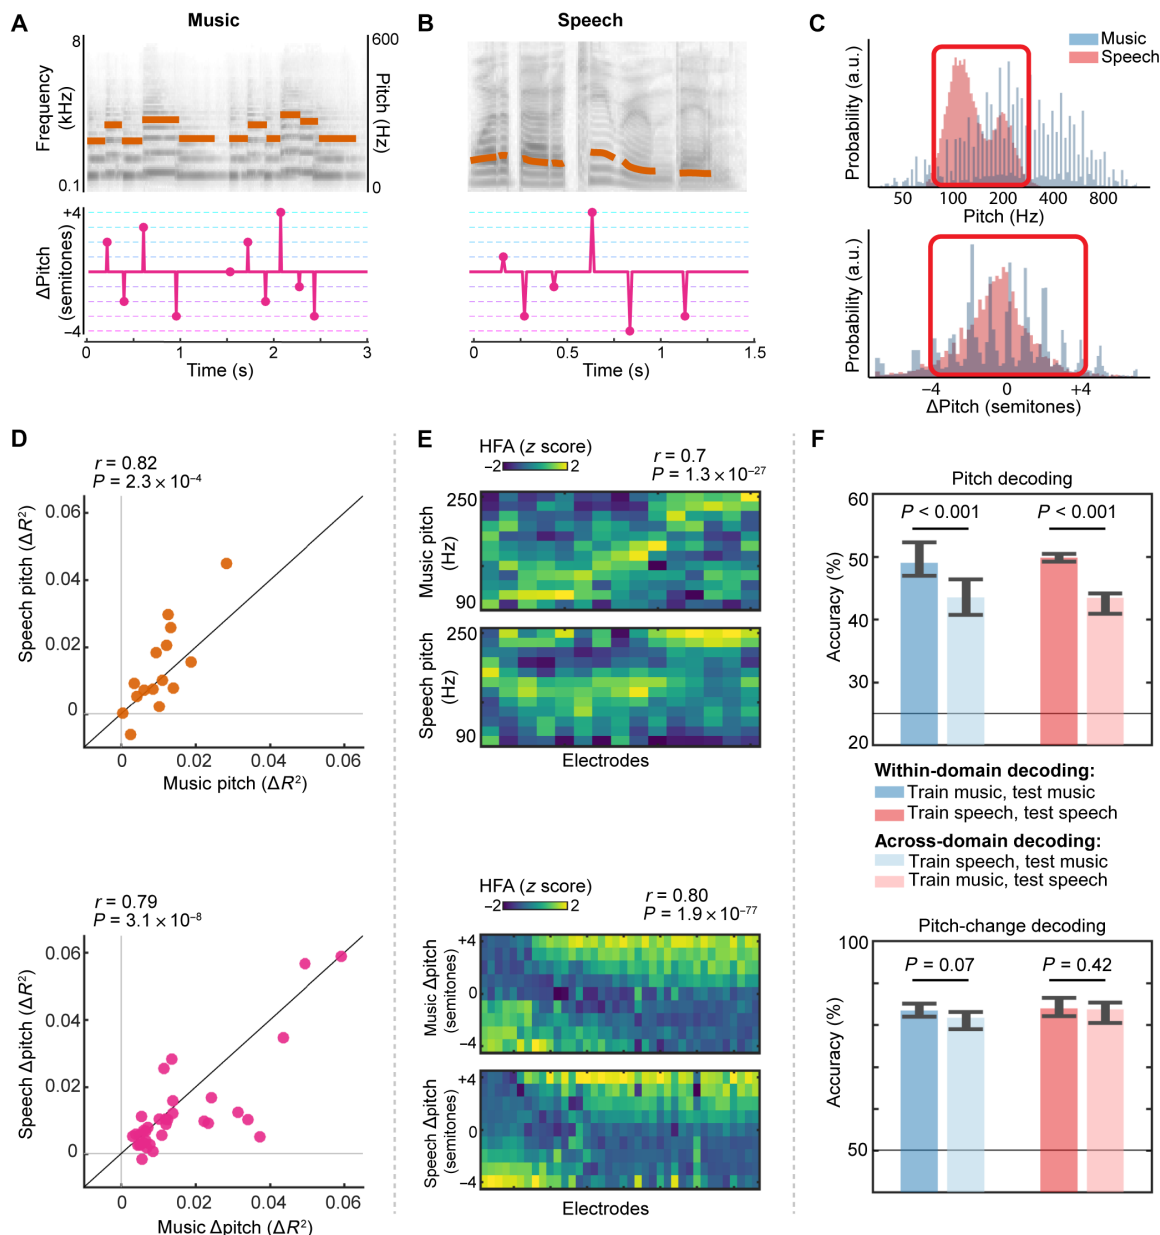 A
Music
8
600
Frequency
(kHz)
Pitch (Hz)
0.1
0
+4
ΔPitch
(semitones)
−4
0
1
2
3
Time (s)
B
Speech
0
0.5
1
1.5
Time (s)
C
Music
Speech
Probability (a.u.)
50
100
200
400
800
Pitch (Hz)
Probability (a.u.)
−4
0
+4
ΔPitch (semitones)
D
r = 0.82
P = 2.3 × 10⁻⁴
Speech pitch (ΔR²)
0.06
0.04
0.02
0
0
0.02
0.04
0.06
Music pitch (ΔR²)
r = 0.79
P = 3.1 × 10⁻⁸
Speech Δpitch (ΔR²)
0.06
0.04
0.02
0
0
0.02
0.04
0.06
Music Δpitch (ΔR²)
E
HFA (z score)
−2
2
r = 0.7
P = 1.3 × 10⁻²⁷
250
Music pitch
(Hz)
90
250
Speech pitch
(Hz)
90
Electrodes
HFA (z score)
−2
2
r = 0.80
P = 1.9 × 10⁻⁷⁷
+4
Music Δpitch
(semitones)
0
−4
+4
Speech Δpitch
(semitones)
0
−4
Electrodes
F
Pitch decoding
60
50
40
30
20
Accuracy (%)
P < 0.001
P < 0.001
Within-domain decoding:
Train music, test music
Train speech, test speech
Across-domain decoding:
Train speech, test music
Train music, test speech
Pitch-change decoding
100
50
Accuracy (%)
P = 0.07
P = 0.42